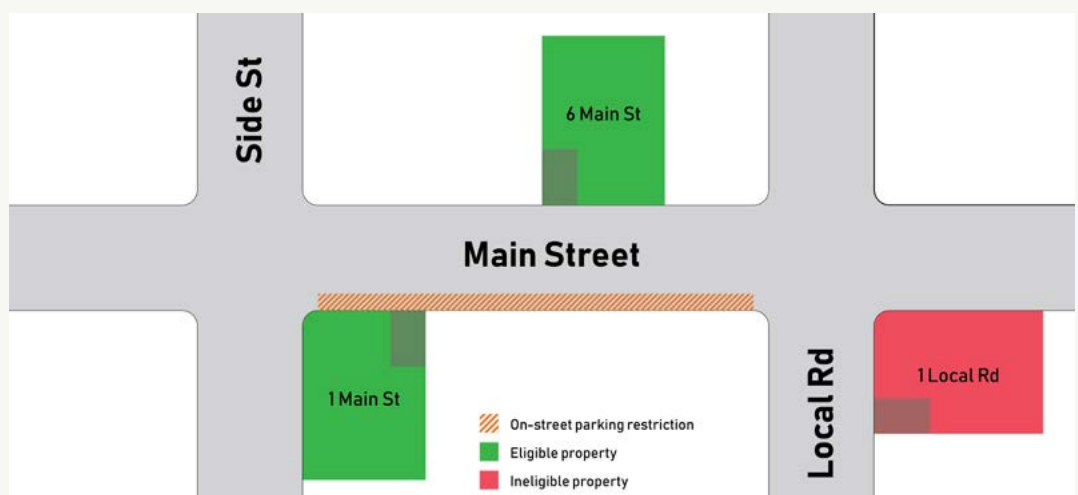 Side St
6 Main St
Main Street
1 Main St
Local Rd
1 Local Rd
On-street parking restriction
Eligible property
Ineligible property